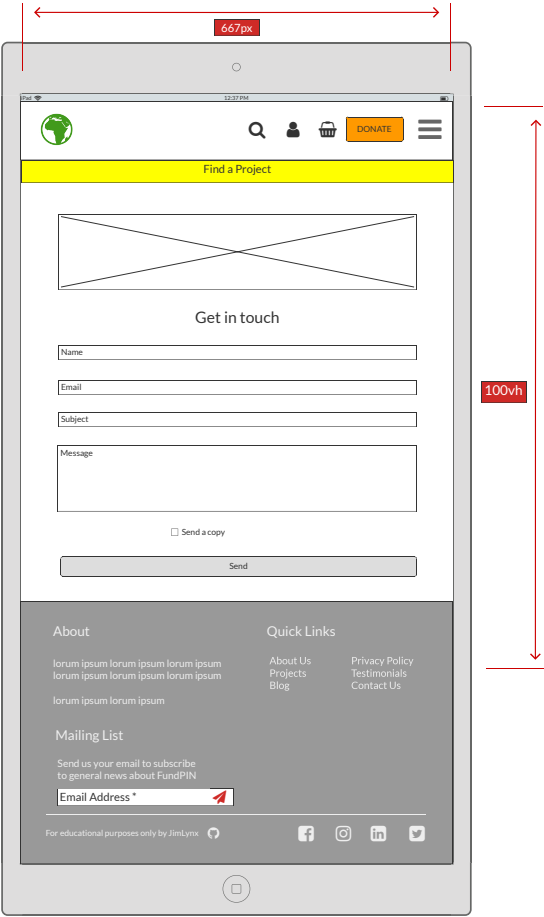 667px
iPad
12:37 PM
DONATE
Find a Project
Get in touch
Name
Email
100vh
Subject
Message
Send a copy
Send
About
Quick Links
lorum ipsum lorum ipsum lorum ipsum
lorum ipsum lorum ipsum lorum ipsum
lorum ipsum lorum ipsum
About Us
Projects
Blog
Privacy Policy
Testimonials
Contact Us
Mailing List
Send us your email to subscribe
to general news about FundPIN
Email Address *
For educational purposes only by JimLynx